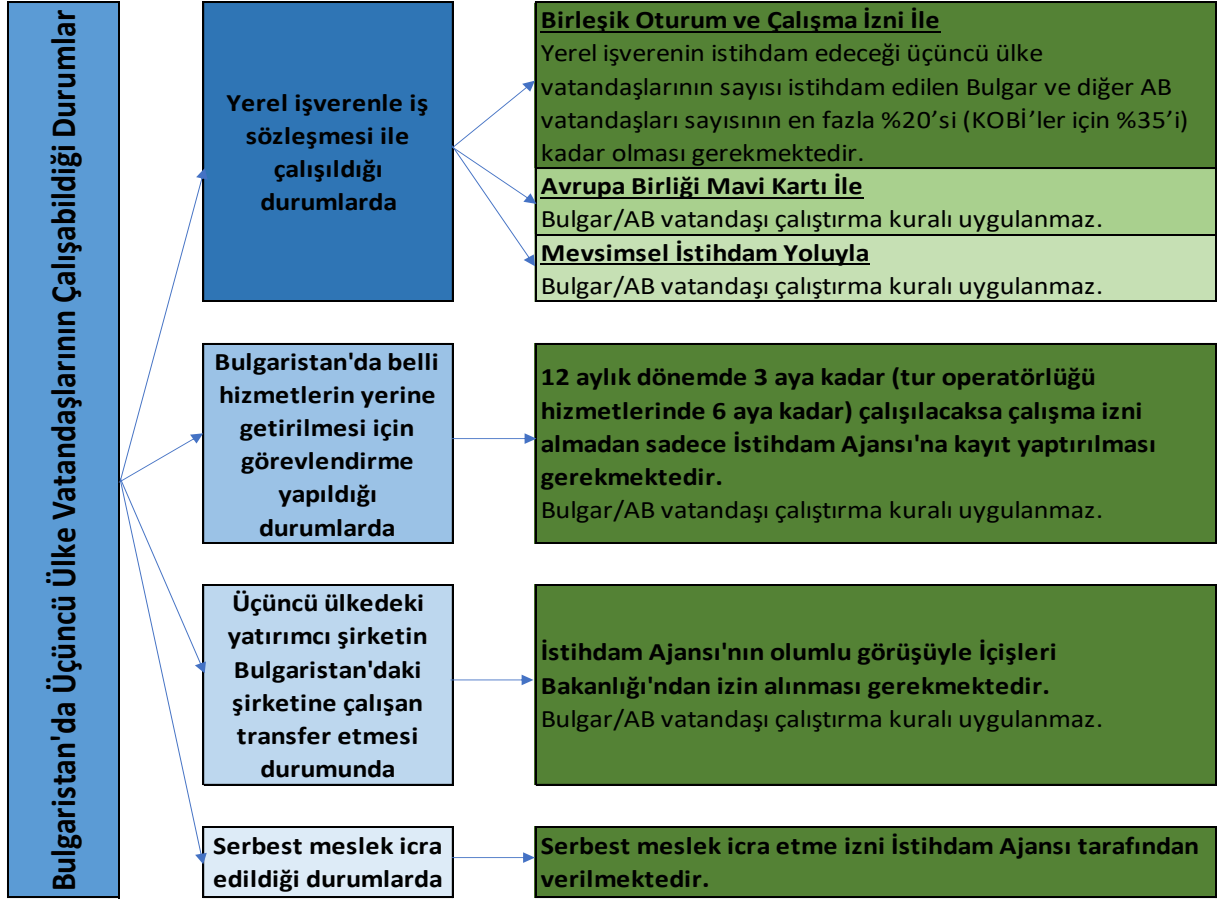 Bulgaristan'da Üçüncü Ülke Vatandaşlarının Çalışabildiği Durumlar
Yerel işverenle iş
sözleşmesi ile
çalışıldığı
durumlarda
Birleşik Oturum ve Çalışma İzni İle
Yerel işverenin istihdam edeceği üçüncü ülke
vatandaşlarının sayısı istihdam edilen Bulgar ve diğer AB
vatandaşları sayısının en fazla %20'si (KOBİ'ler için %35'i)
kadar olması gerekmektedir.
Avrupa Birliği Mavi Kartı İle
Bulgar/AB vatandaşı çalıştırma kuralı uygulanmaz.
Mevsimsel İstihdam Yoluyla
Bulgar/AB vatandaşı çalıştırma kuralı uygulanmaz.
Bulgaristan'da belli
hizmetlerin yerine
getirilmesi için
görevlendirme
yapıldığı
durumlarda
12 aylık dönemde 3 aya kadar (tur operatörlüğü
hizmetlerinde 6 aya kadar) çalışılacaksa çalışma izni
almadan sadece İstihdam Ajansı'na kayıt yaptırılması
gerekmektedir.
Bulgar/AB vatandaşı çalıştırma kuralı uygulanmaz.
Üçüncü ülkedeki
yatırımcı şirketin
Bulgaristan'daki
şirketine çalışan
transfer etmesi
durumunda
İstihdam Ajansı'nın olumlu görüşüyle İçişleri
Bakanlığı'ndan izin alınması gerekmektedir.
Bulgar/AB vatandaşı çalıştırma kuralı uygulanmaz.
Serbest meslek icra
edildiği durumlarda
Serbest meslek icra etme izni İstihdam Ajansı tarafından
verilmektedir.